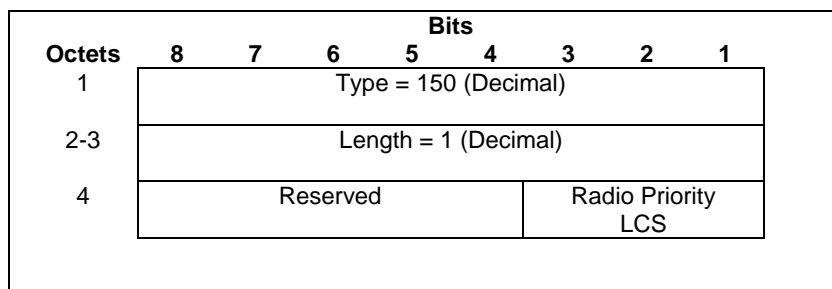 Bits
Octets 8 7 6 5 4 3 2 1
1 Type = 150 (Decimal)
2-3 Length = 1 (Decimal)
4 Reserved Radio Priority
LCS